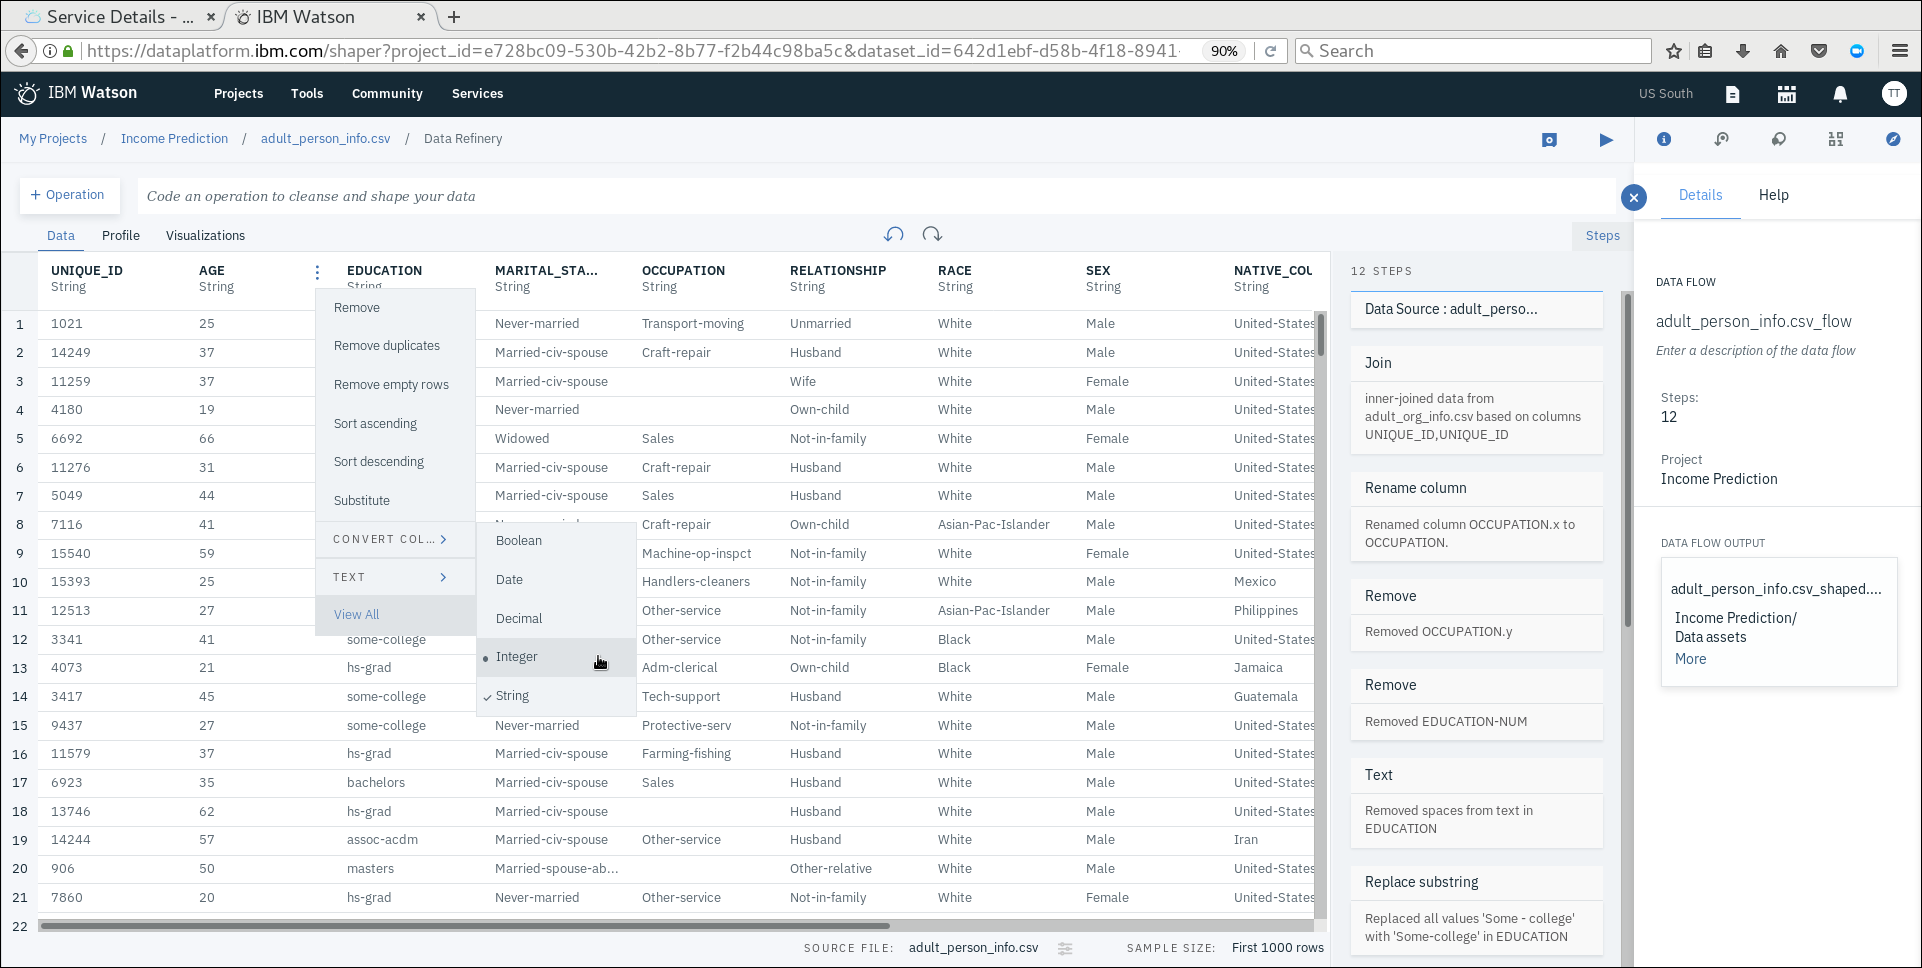 Service Details - ...
IBM Watson
https://dataplatform.ibm.com/shaper?project_id=e728bc09-530b-42b2-8b77-f2b44c98ba5c&dataset_id=642d1ebf-d58b-4f18-8941-
90%
Search
IBM Watson
Projects
Tools
Community
Services
US South
TT
My Projects / Income Prediction / adult_person_info.csv / Data Refinery
+ Operation
Code an operation to cleanse and shape your data
Data
Profile
Visualizations
Steps
UNIQUE_ID AGE EDUCATION MARITAL_STA... OCCUPATION RELATIONSHIP RACE SEX NATIVE_COU
String String String String String String String String String
1 1021 25 Never-married Transport-moving Unmarried White Male United-States
2 14249 37 Married-civ-spouse Craft-repair Husband White Male United-States
3 11259 37 Married-civ-spouse Wife White Female United-States
4 4180 19 Never-married Own-child White Male United-States
5 6692 66 Widowed Sales Not-in-family White Female United-States
6 11276 31 Married-civ-spouse Craft-repair Husband White Male United-States
7 5049 44 Married-civ-spouse Sales Husband White Male United-States
8 7116 41 Craft-repair Own-child Asian-Pac-Islander Male United-States
9 15540 59 Machine-op-inspct Not-in-family White Female United-States
10 15393 25 Handlers-cleaners Not-in-family White Male Mexico
11 12513 27 Other-service Not-in-family Asian-Pac-Islander Male Philippines
12 3341 41 some-college Other-service Not-in-family Black Male United-States
13 4073 21 hs-grad Adm-clerical Own-child Black Female Jamaica
14 3417 45 some-college Tech-support Husband White Male Guatemala
15 9437 27 some-college Never-married Protective-serv Not-in-family White Male United-States
16 11579 37 hs-grad Married-civ-spouse Farming-fishing Husband White Male United-States
17 6923 35 bachelors Married-civ-spouse Sales Husband White Male United-States
18 13746 62 hs-grad Married-civ-spouse Husband White Male United-States
19 14244 57 assoc-acdm Married-civ-spouse Other-service Husband White Male Iran
20 906 50 masters Married-spouse-ab... Other-relative White Male United-States
21 7860 20 hs-grad Never-married Other-service Not-in-family White Female United-States
22
Remove
Remove duplicates
Remove empty rows
Sort ascending
Sort descending
Substitute
CONVERT COL...
TEXT
View All
Boolean
Date
Decimal
Integer
String
SOURCE FILE: adult_person_info.csv
SAMPLE SIZE: First 1000 rows
12 STEPS
Data Source : adult_perso...
Join
inner-joined data from
adult_org_info.csv based on columns
UNIQUE_ID,UNIQUE_ID
Rename column
Renamed column OCCUPATION.x to
OCCUPATION.
Remove
Removed OCCUPATION.y
Remove
Removed EDUCATION-NUM
Text
Removed spaces from text in
EDUCATION
Replace substring
Replaced all values 'Some - college'
with 'Some-college' in EDUCATION
Details
Help
DATA FLOW
adult_person_info.csv_flow
Enter a description of the data flow
Steps:
12
Project
Income Prediction
DATA FLOW OUTPUT
adult_person_info.csv_shaped....
Income Prediction/
Data assets
More